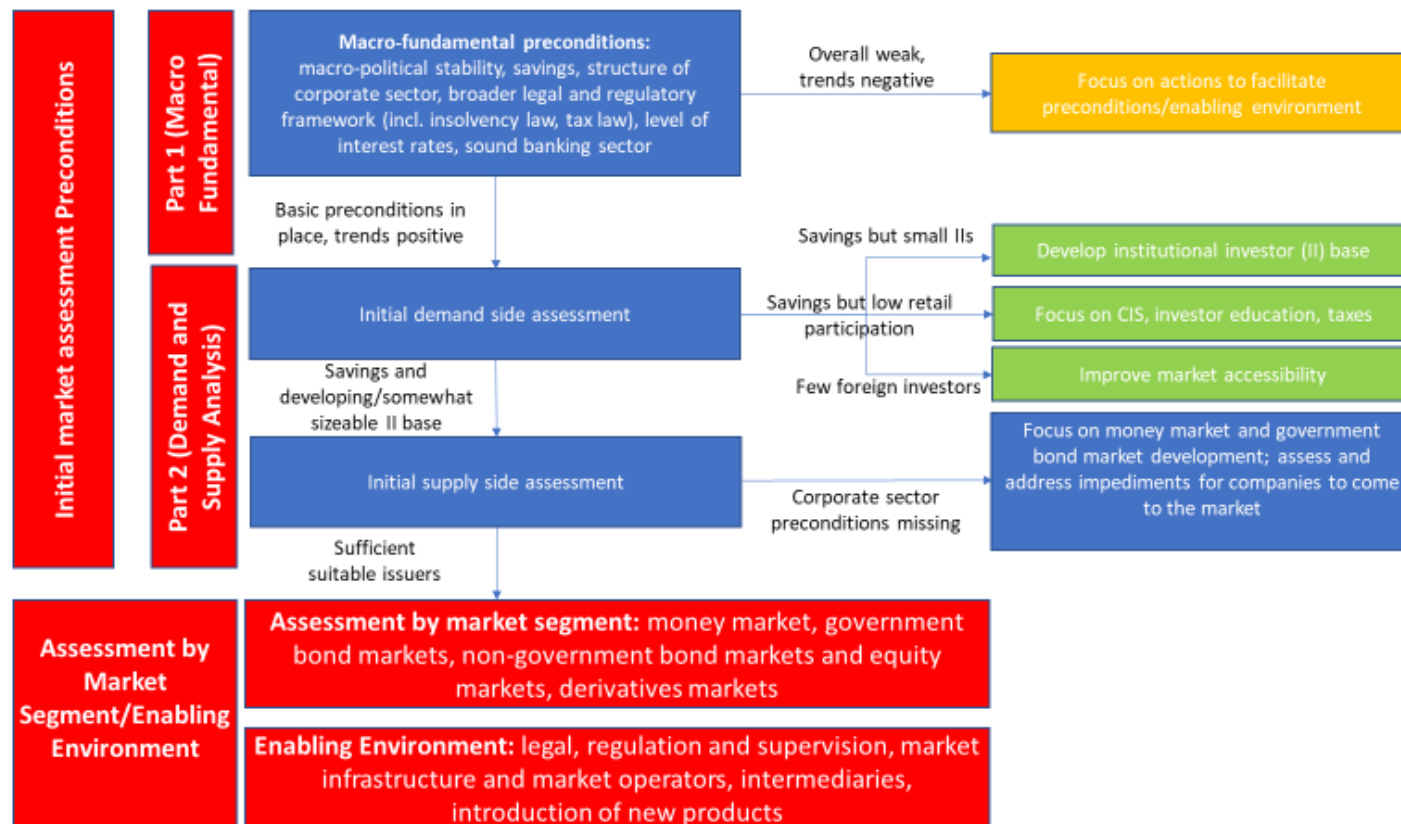 Initial market assessment Preconditions
Part 1 (Macro
Fundamental)
Macro-fundamental preconditions:
macro-political stability, savings, structure of
corporate sector, broader legal and regulatory
framework (incl. insolvency law, tax law), level of
interest rates, sound banking sector
Overall weak,
trends negative
Focus on actions to facilitate
preconditions/enabling environment
Basic preconditions in
place, trends positive
Part 2 (Demand and
Supply Analysis)
Initial demand side assessment
Savings but small IIs
Develop institutional investor (II) base
Savings but low retail
participation
Focus on CIS, investor education, taxes
Few foreign investors
Improve market accessibility
Savings and
developing/somewhat
sizeable II base
Initial supply side assessment
Corporate sector
preconditions missing
Focus on money market and government
bond market development; assess and
address impediments for companies to come
to the market
Sufficient
suitable issuers
Assessment by
Market
Segment/Enabling
Environment
Assessment by market segment: money market, government
bond markets, non-government bond markets and equity
markets, derivatives markets
Enabling Environment: legal, regulation and supervision, market
infrastructure and market operators, intermediaries,
introduction of new products